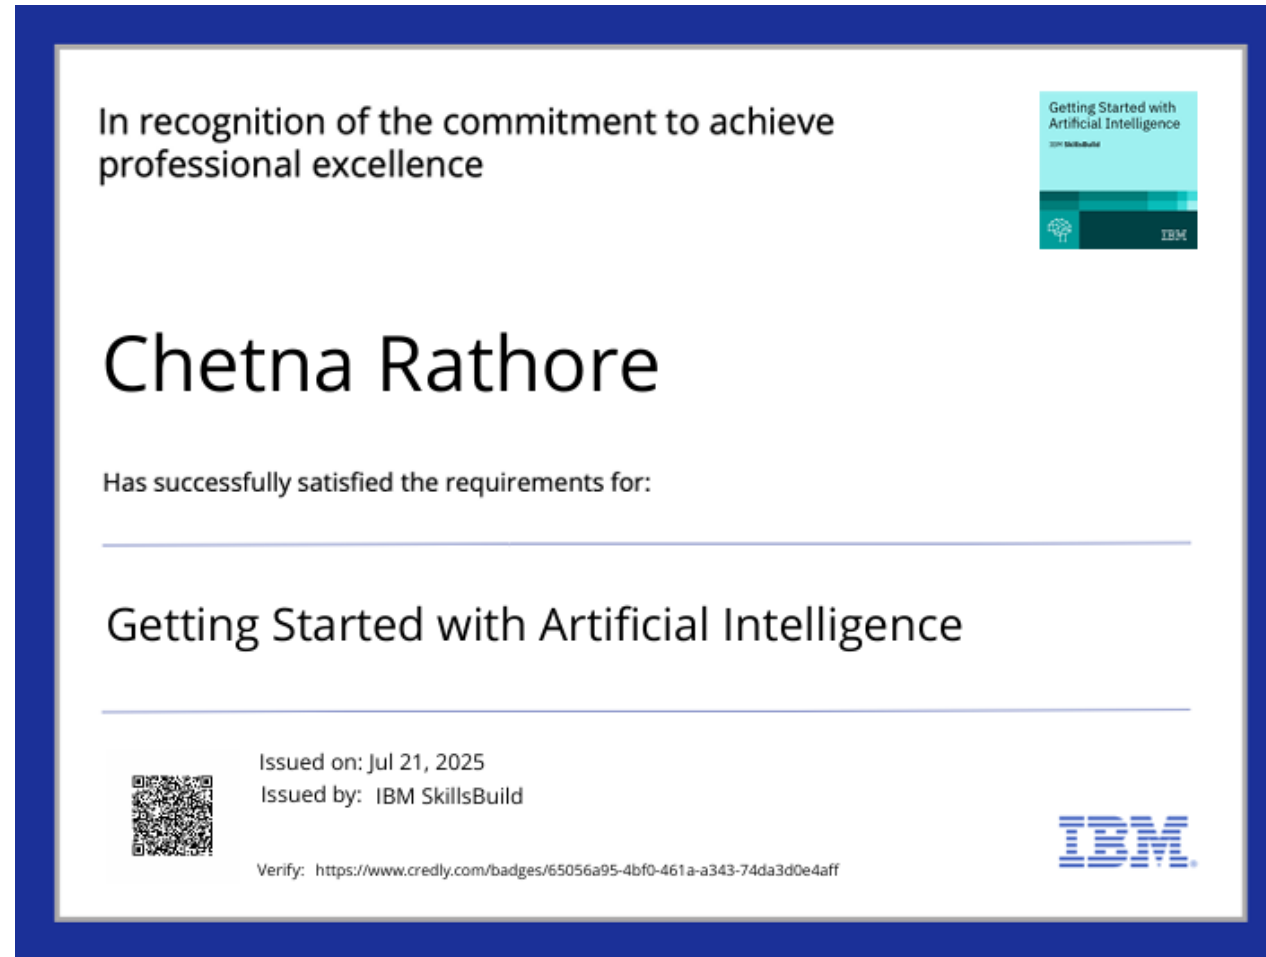 In recognition of the commitment to achieve
professional excellence
Getting Started with
Artificial Intelligence
IBM SkillsBuild
IBM
Chetna Rathore
Has successfully satisfied the requirements for:
Getting Started with Artificial Intelligence
Issued on: Jul 21, 2025
Issued by: IBM SkillsBuild
Verify: https://www.credly.com/badges/65056a95-4bf0-461a-a343-74da3d0e4aff
IBM.